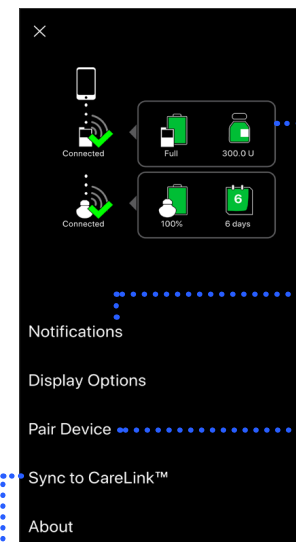 Connected
Full
300.0 U
Connected
100%
6
6 days
Notifications
Display Options
Pair Device
Sync to CareLink™
About